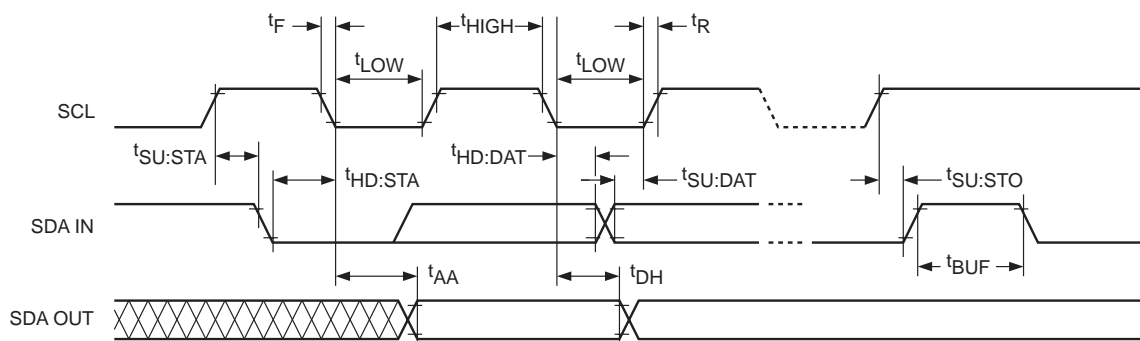 tF
tHIGH
tR
tLOW
tLOW
SCL
tSU:STA
tHD:DAT
tHD:STA
tSU:DAT
tSU:STO
SDA IN
tBUF
tAA
tDH
SDA OUT